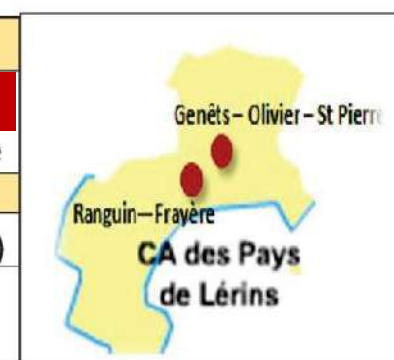 Genêts – Olivier – St Pierre
Ranguin—Frayère
CA des Pays
de Lérins